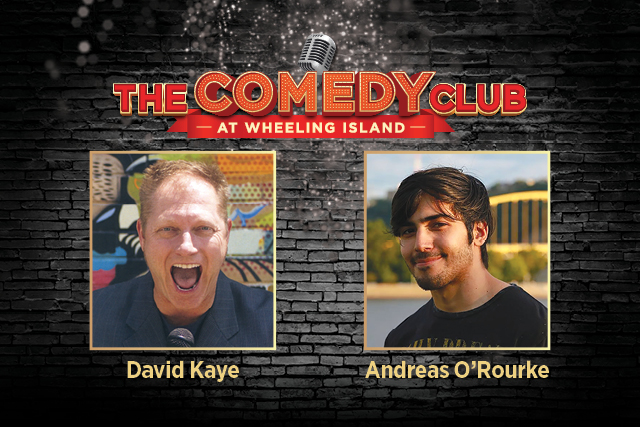 THE COMEDY CLUB
AT WHEELING ISLAND
David Kaye
Andreas O'Rourke